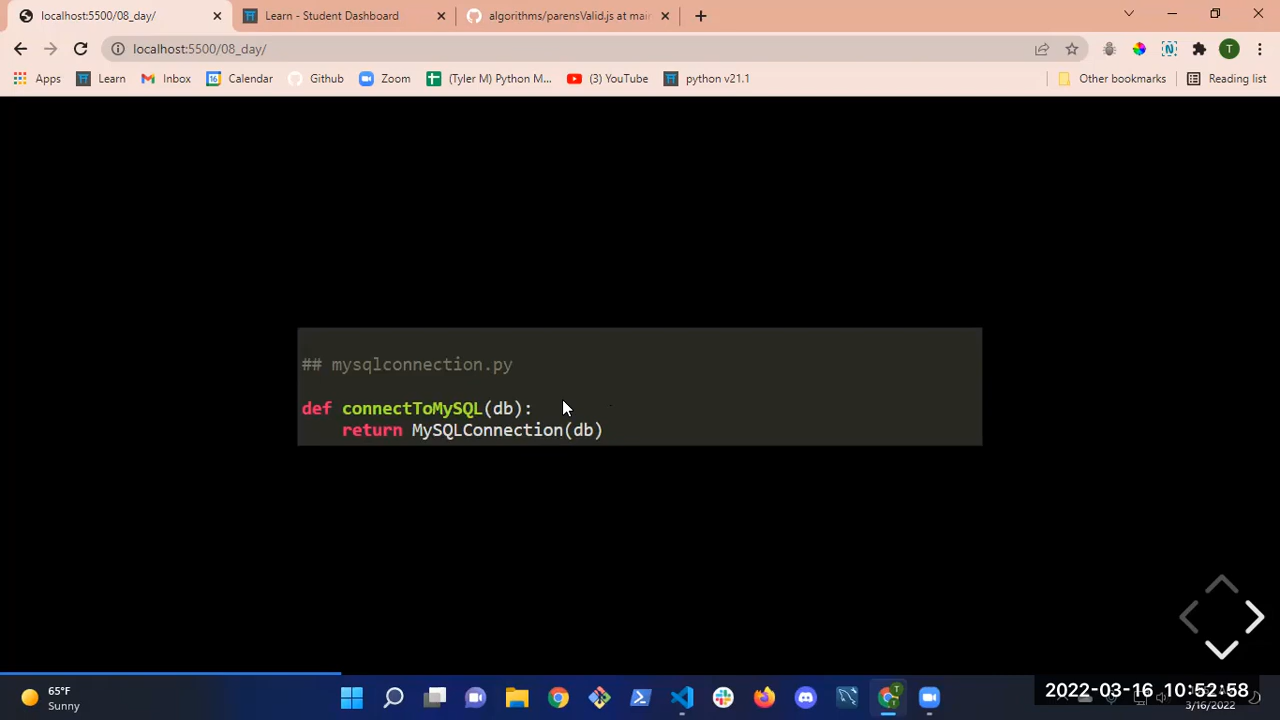 localhost:5500/08_day/
Learn - Student Dashboard
algorithms/parensValid.js at mai
localhost:5500/08_day/
T
Apps
Learn
Inbox
16
Calendar
Github
Zoom
(Tyler M) Python M...
(3) YouTube
python v21.1
Other bookmarks
Reading list
## mysqlconnection.py
def connectToMySQL(db):
return MySQLConnection(db)
65°F
Sunny
2022-03-16 10:52:58
3/16/2022